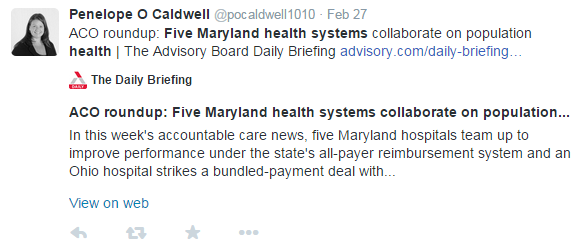 Penelope O Caldwell @pocaldwell1010 · Feb 27
ACO roundup: Five Maryland health systems collaborate on population
health | The Advisory Board Daily Briefing advisory.com/daily-briefing…
DAILY The Daily Briefing
ACO roundup: Five Maryland health systems collaborate on population...
In this week's accountable care news, five Maryland hospitals team up to
improve performance under the state's all-payer reimbursement system and an
Ohio hospital strikes a bundled-payment deal with...
View on web